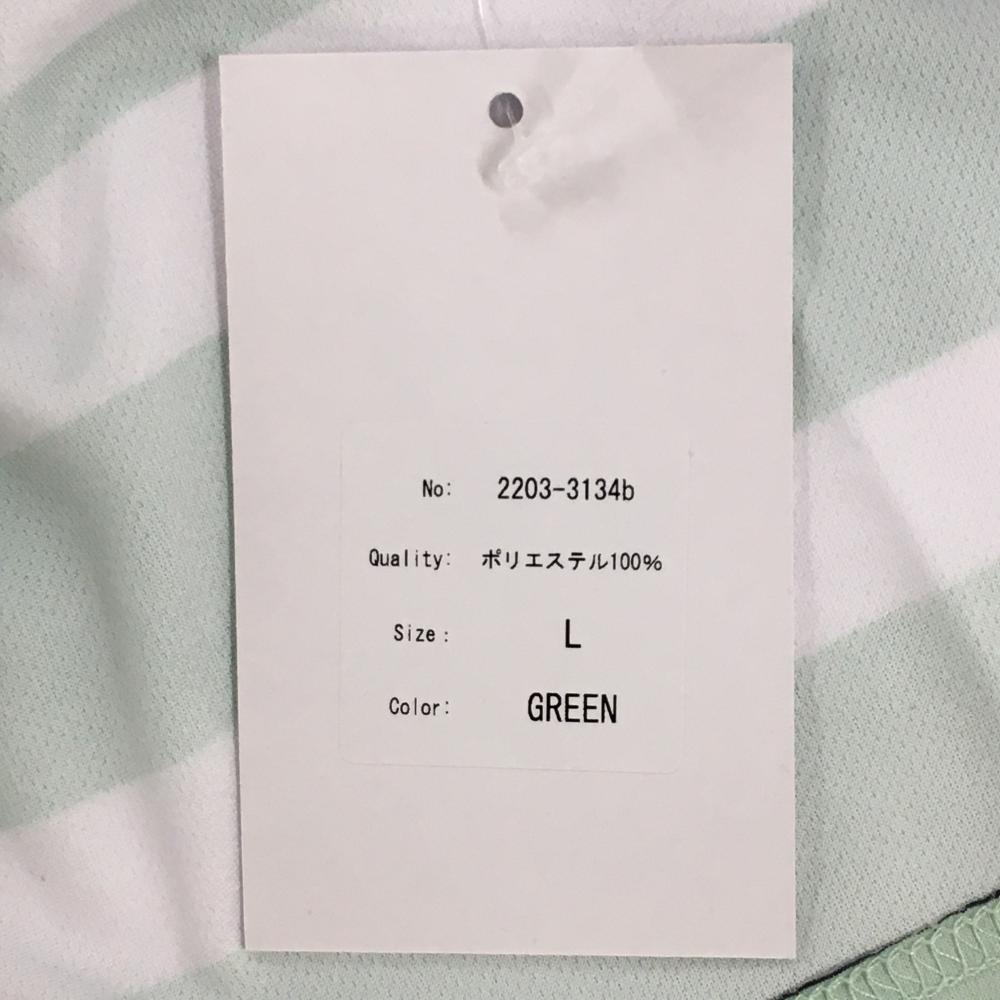 No: 2203-3134b
Quality: ポリエステル100%
Size: L
Color: GREEN